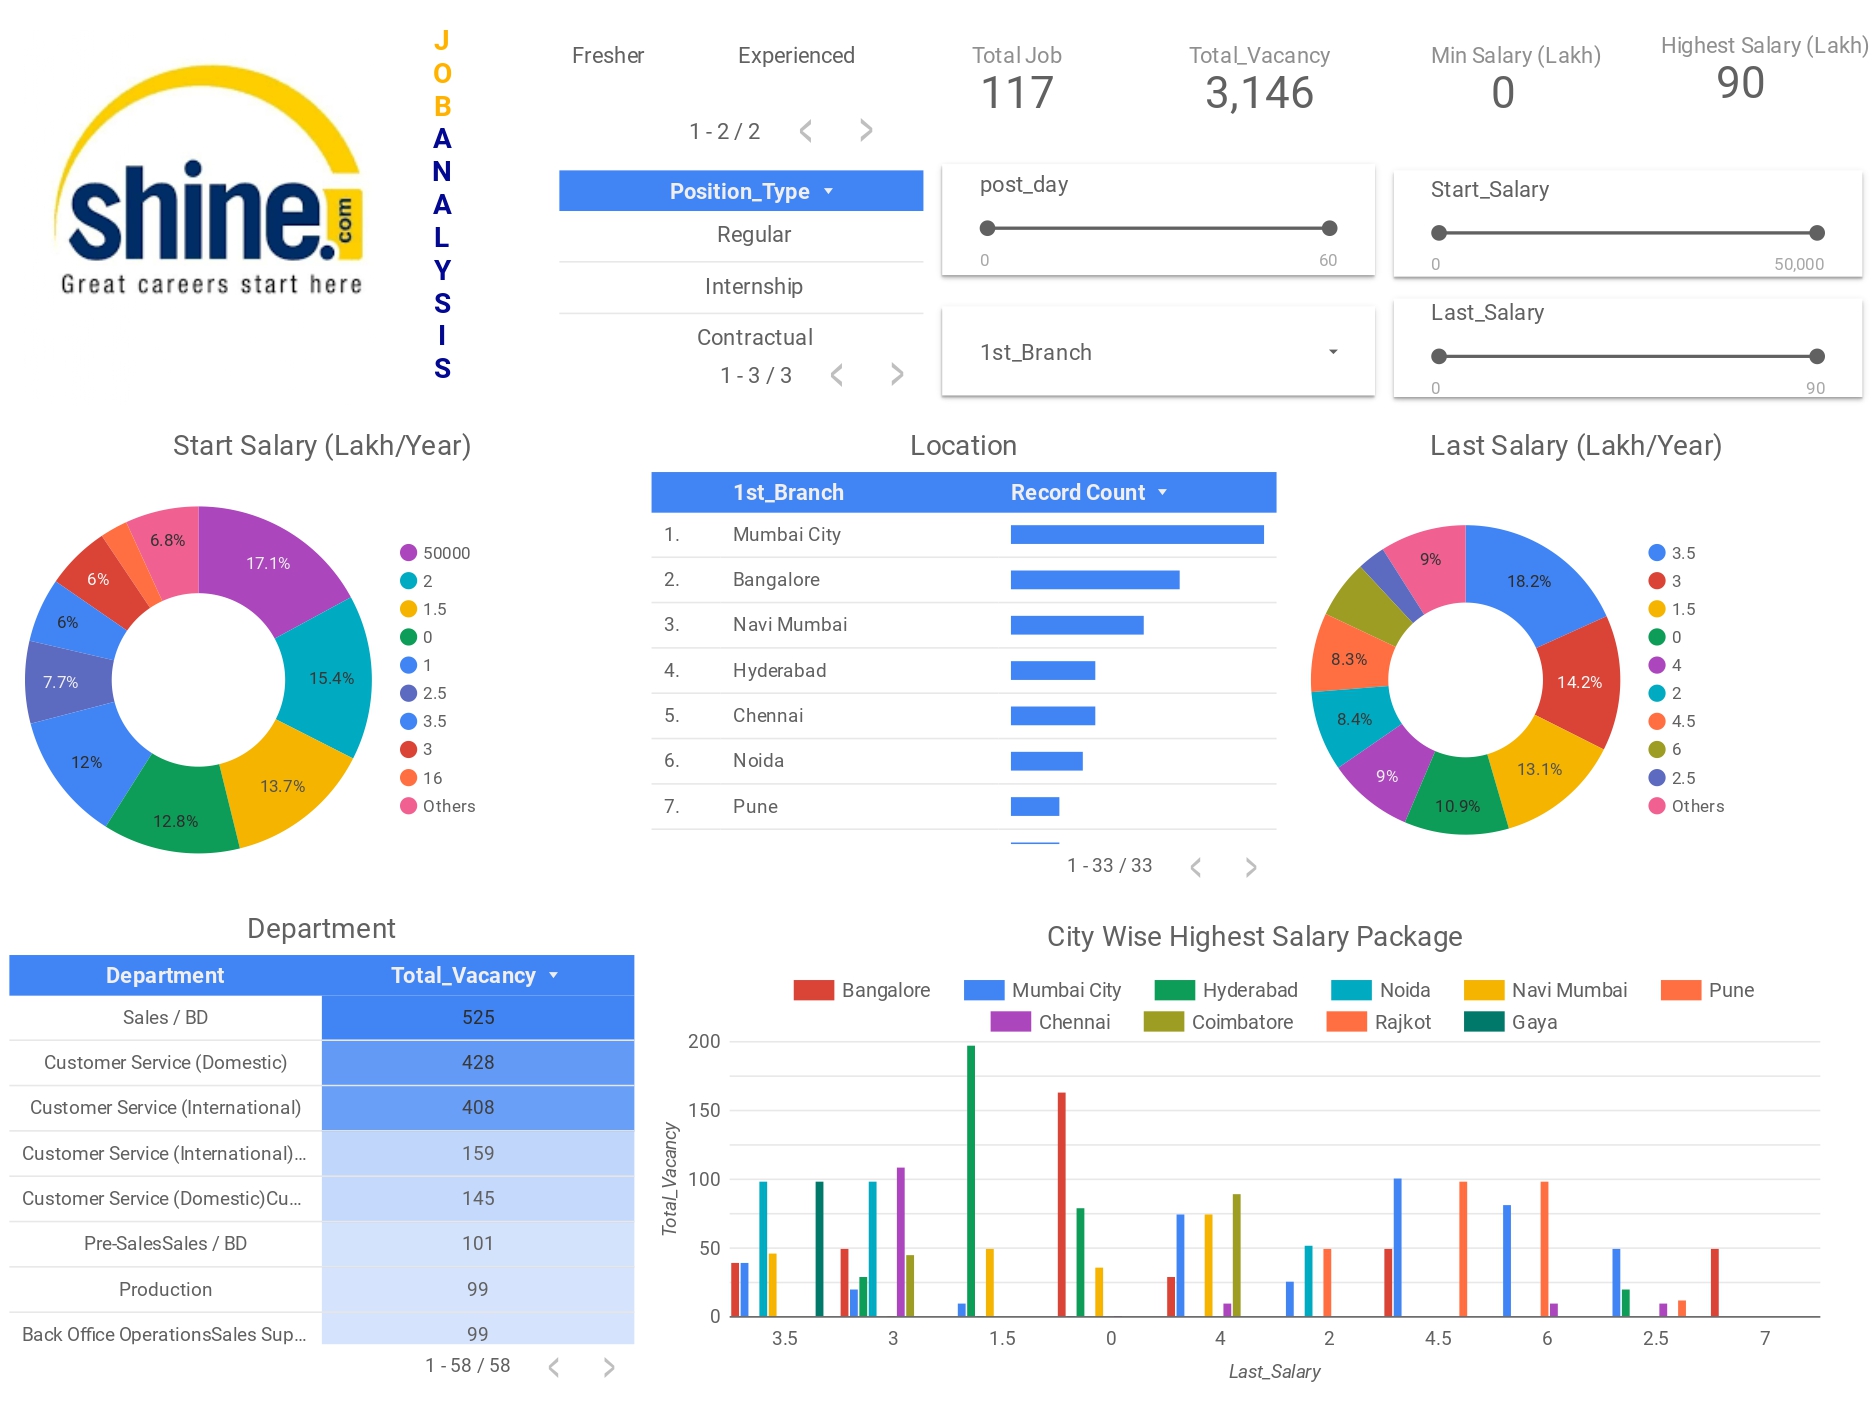 shine.com
Great careers start here
J
O
B
A
N
A
L
Y
S
I
S
Fresher Experienced
1 - 2 / 2
Total Job
117
Total_Vacancy
3,146
Min Salary (Lakh)
0
Highest Salary (Lakh)
90
Position_Type
Regular
Internship
Contractual
1 - 3 / 3
post_day
0 60
1st_Branch
Start_Salary
0 50,000
Last_Salary
0 90
Start Salary (Lakh/Year)
17.1%
15.4%
13.7%
12.8%
12%
7.7%
6%
6%
6.8%
50000
2
1.5
0
1
2.5
3.5
3
16
Others
Location
1st_Branch Record Count
1. Mumbai City
2. Bangalore
3. Navi Mumbai
4. Hyderabad
5. Chennai
6. Noida
7. Pune
1 - 33 / 33
Last Salary (Lakh/Year)
18.2%
14.2%
13.1%
10.9%
9%
8.4%
8.3%
9%
3.5
3
1.5
0
4
2
4.5
6
2.5
Others
Department
Department Total_Vacancy
Sales / BD 525
Customer Service (Domestic) 428
Customer Service (International) 408
Customer Service (International)... 159
Customer Service (Domestic)Cu... 145
Pre-SalesSales / BD 101
Production 99
Back Office OperationsSales Sup... 99
1 - 58 / 58
City Wise Highest Salary Package
Bangalore Mumbai City Hyderabad Noida Navi Mumbai Pune
Chennai Coimbatore Rajkot Gaya
Total_Vacancy
200
150
100
50
0
3.5 3 1.5 0 4 2 4.5 6 2.5 7
Last_Salary